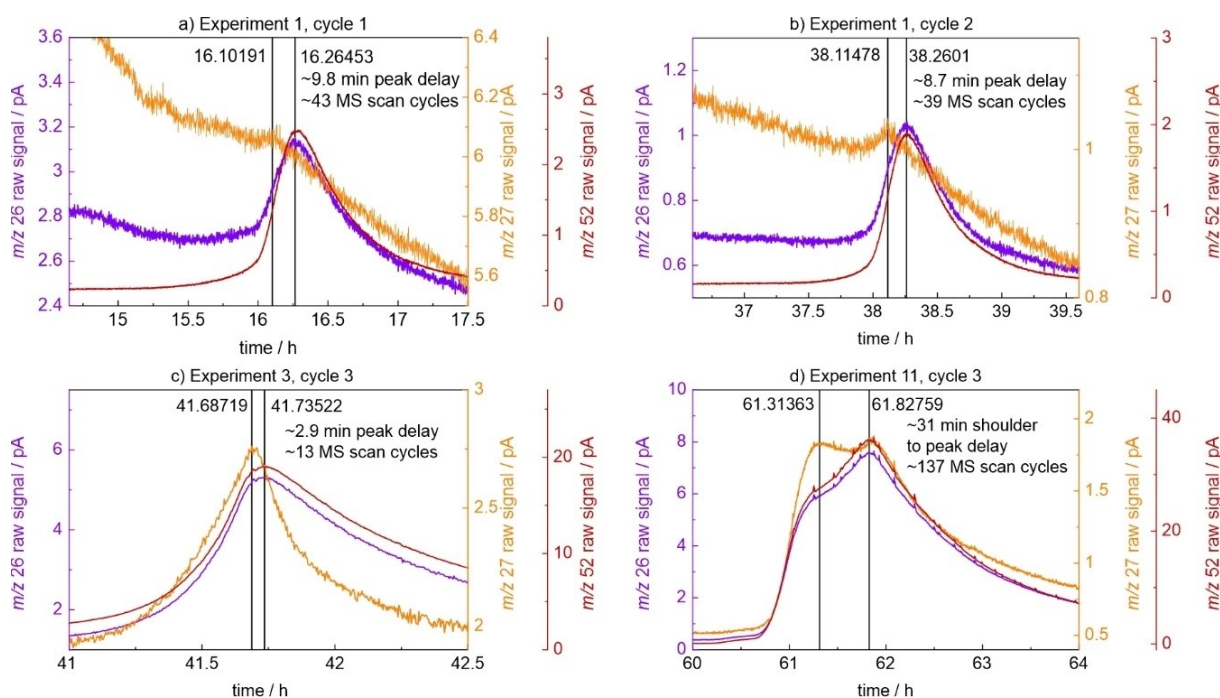 a) Experiment 1, cycle 1
m/z 26 raw signal / pA
3.6
3.4
3.2
3.0
2.8
2.6
2.4
16.10191
16.26453
~9.8 min peak delay
~43 MS scan cycles
6.4
6.2
6
5.8
5.6
m/z 27 raw signal / pA
3
2
1
0
m/z 52 raw signal / pA
15
15.5
16
16.5
17
17.5
time / h
b) Experiment 1, cycle 2
m/z 26 raw signal / pA
1.2
1.0
0.8
0.6
38.11478
38.2601
~8.7 min peak delay
~39 MS scan cycles
1
0.8
m/z 27 raw signal / pA
3
2
1
0
m/z 52 raw signal / pA
37
37.5
38
38.5
39
39.5
time / h
c) Experiment 3, cycle 3
m/z 26 raw signal / pA
6
4
2
41.68719
41.73522
~2.9 min peak delay
~13 MS scan cycles
3
2.5
2
m/z 27 raw signal / pA
20
10
0
m/z 52 raw signal / pA
41
41.5
42
42.5
time / h
d) Experiment 11, cycle 3
m/z 26 raw signal / pA
10
8
6
4
2
0
61.31363
61.82759
~31 min shoulder
to peak delay
~137 MS scan cycles
2
1.5
1
0.5
m/z 27 raw signal / pA
40
20
0
m/z 52 raw signal / pA
60
61
62
63
64
time / h